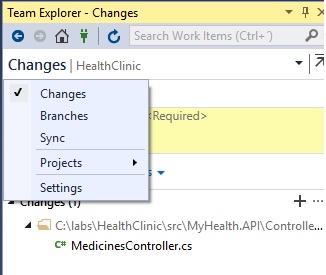 Team Explorer - Changes
Search Work Items (Ctrl+')
Changes | HealthClinic
Changes
Branches
Sync
Projects
Settings
<Required>
Changes (1)
C:\labs\HealthClinic\src\MyHealth.API\Controlle...
C# MedicinesController.cs